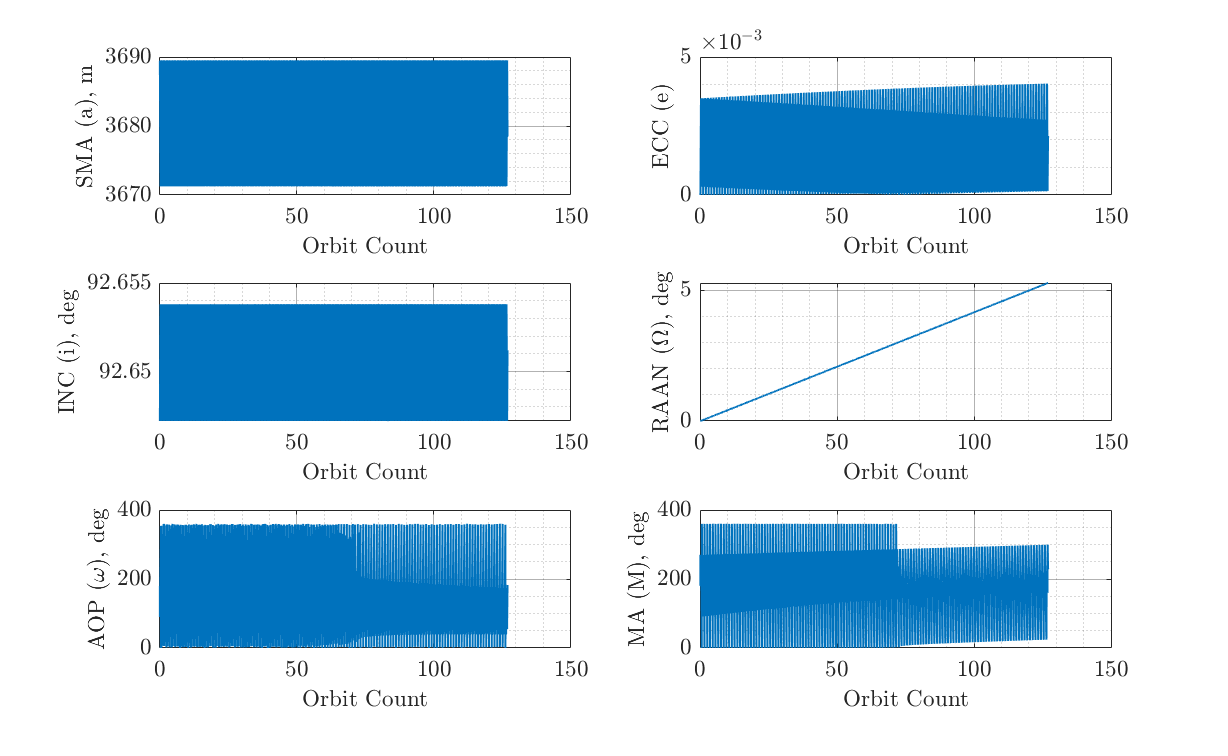 SMA (a), m
3690
3680
3670
0 50 100 150
Orbit Count
×10−3
ECC (e)
5
0
0 50 100 150
Orbit Count
INC (i), deg
92.655
92.65
0 50 100 150
Orbit Count
RAAN (Ω), deg
5
0
0 50 100 150
Orbit Count
AOP (ω), deg
400
200
0
0 50 100 150
Orbit Count
MA (M), deg
400
200
0
0 50 100 150
Orbit Count